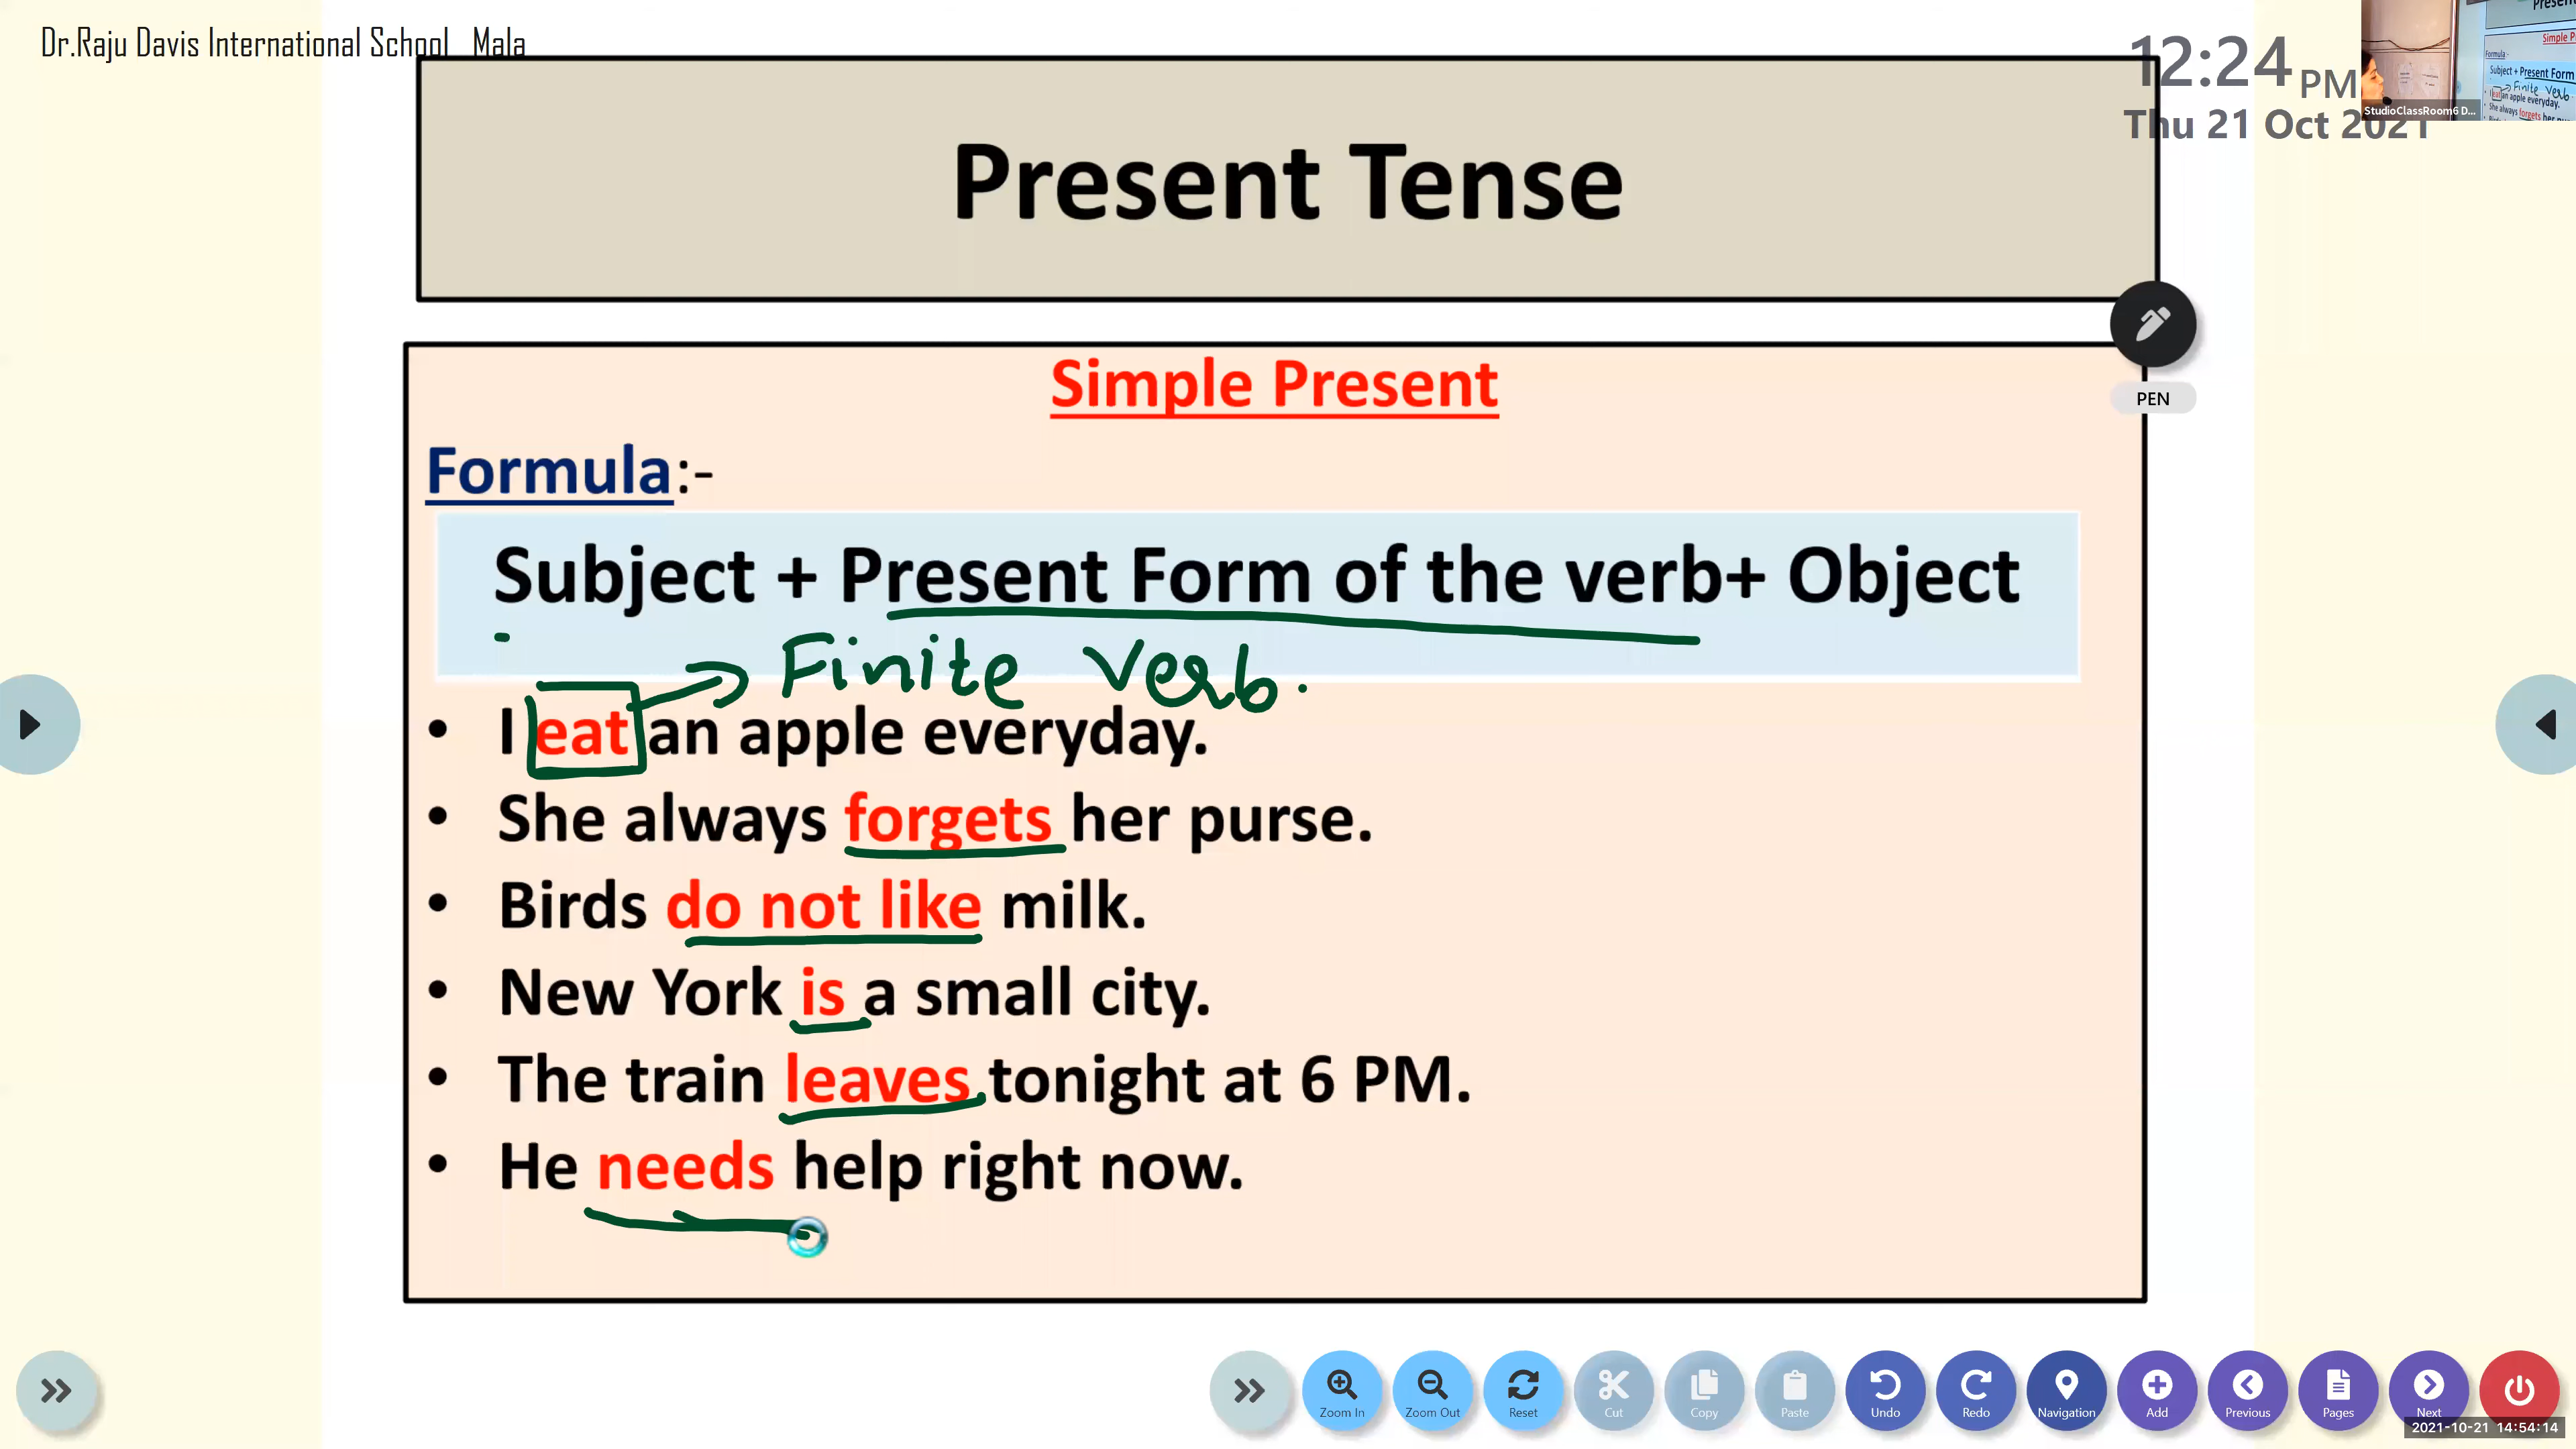 Dr.Raju Davis International School Mala
12:24 PM
Thu 21 Oct 2021
Present Tense
StudioClassRoom6 D...
PEN
Simple Present
Formula:-
Subject + Present Form of the verb+ Object
Finite Verb.
• I eat an apple everyday.
• She always forgets her purse.
• Birds do not like milk.
• New York is a small city.
• The train leaves tonight at 6 PM.
• He needs help right now.
Zoom In Zoom Out Reset Cut Copy Paste Undo Redo Navigation Add Previous Pages Next
2021-10-21 14:54:14